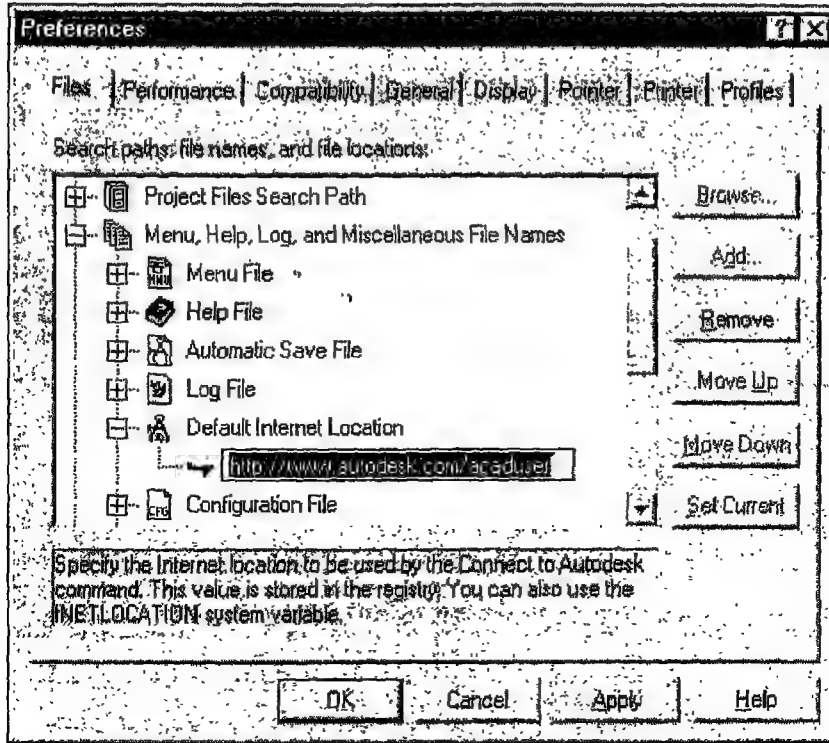 Preferences
Files Performance Compatibility General Display Pointer Printer Profiles
Search paths, file names, and file locations:
Project Files Search Path
Menu, Help, Log, and Miscellaneous File Names
Menu File
Help File
Automatic Save File
Log File
Default Internet Location
http://www.autodesk.com/acaduser
Configuration File
Browse...
Add...
Remove
Move Up
Move Down
Set Current
Specify the Internet location to be used by the Connect to Autodesk
command. This value is stored in the registry. You can also use the
INETLOCATION system variable.
OK Cancel Apply Help